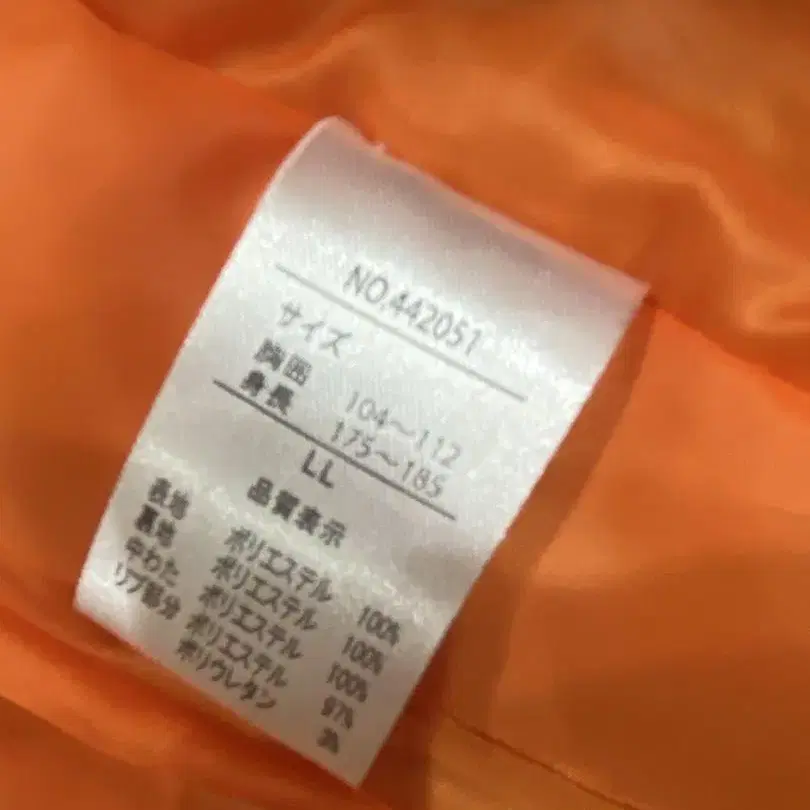 NO.442051
サイズ
胸囲 104～112
身長 175～185
LL
品質表示
表地 ポリエステル 100%
裏地 ポリエステル 100%
中わた ポリエステル 100%
リブ部分 ポリエステル 97%
ポリウレタン 3%